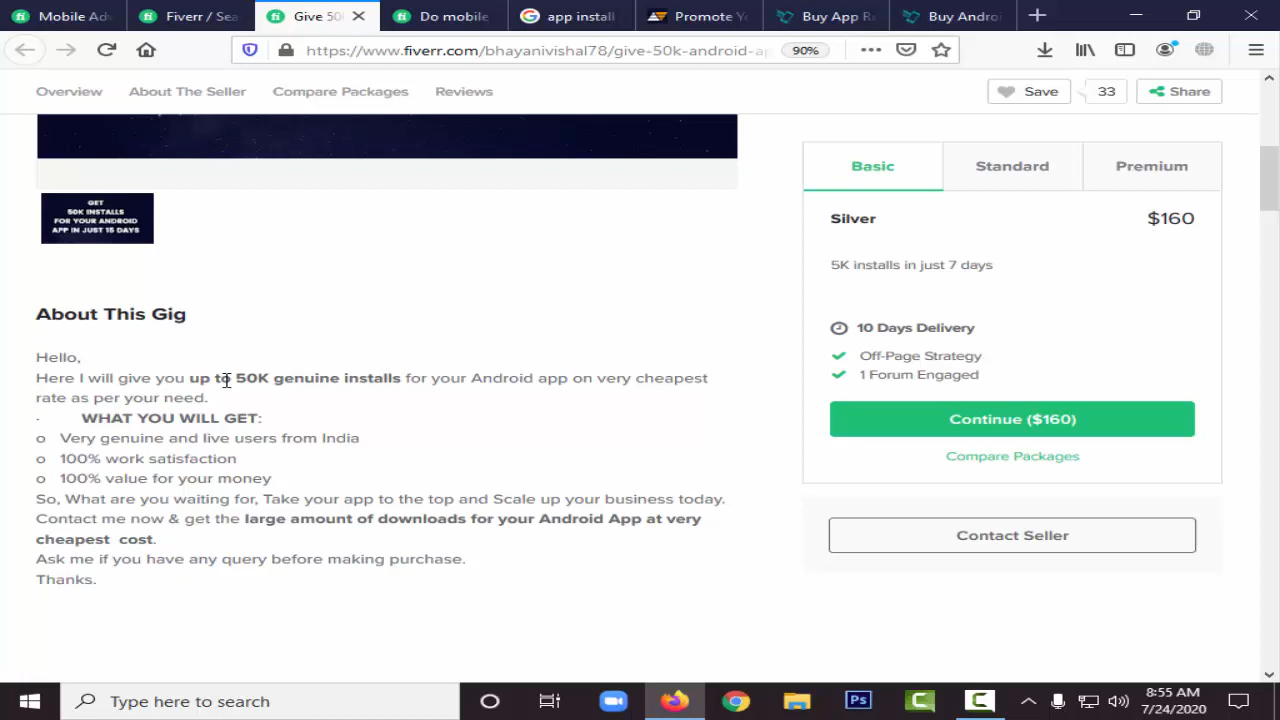 Mobile Ad
Fiverr / Sea
Give 50
Do mobile
app install
Promote Y
Buy App R
Buy Andro
https://www.fiverr.com/bhayanivishal78/give-50k-android-ap
90%
Overview
About The Seller
Compare Packages
Reviews
Save
33
Share
GET
50K INSTALLS
FOR YOUR ANDROID
APP IN JUST 15 DAYS
About This Gig
Hello,
Here I will give you up to 50K genuine installs for your Android app on very cheapest
rate as per your need.
· WHAT YOU WILL GET:
o Very genuine and live users from India
o 100% work satisfaction
o 100% value for your money
So, What are you waiting for, Take your app to the top and Scale up your business today.
Contact me now & get the large amount of downloads for your Android App at very
cheapest cost.
Ask me if you have any query before making purchase.
Thanks.
Basic
Standard
Premium
Silver
$160
5K installs in just 7 days
10 Days Delivery
Off-Page Strategy
1 Forum Engaged
Continue ($160)
Compare Packages
Contact Seller
Type here to search
Ps
8:55 AM
7/24/2020